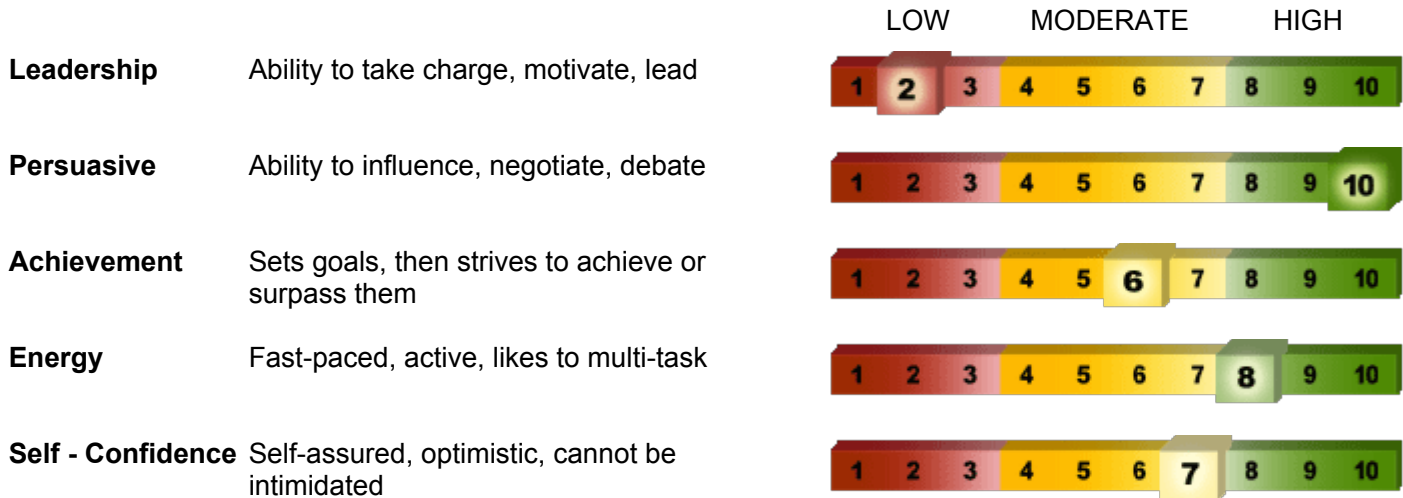 LOW MODERATE HIGH
Leadership Ability to take charge, motivate, lead 1 2 3 4 5 6 7 8 9 10
Persuasive Ability to influence, negotiate, debate 1 2 3 4 5 6 7 8 9 10
Achievement Sets goals, then strives to achieve or 1 2 3 4 5 6 7 8 9 10
surpass them
Energy Fast-paced, active, likes to multi-task 1 2 3 4 5 6 7 8 9 10
Self - Confidence Self-assured, optimistic, cannot be 1 2 3 4 5 6 7 8 9 10
intimidated